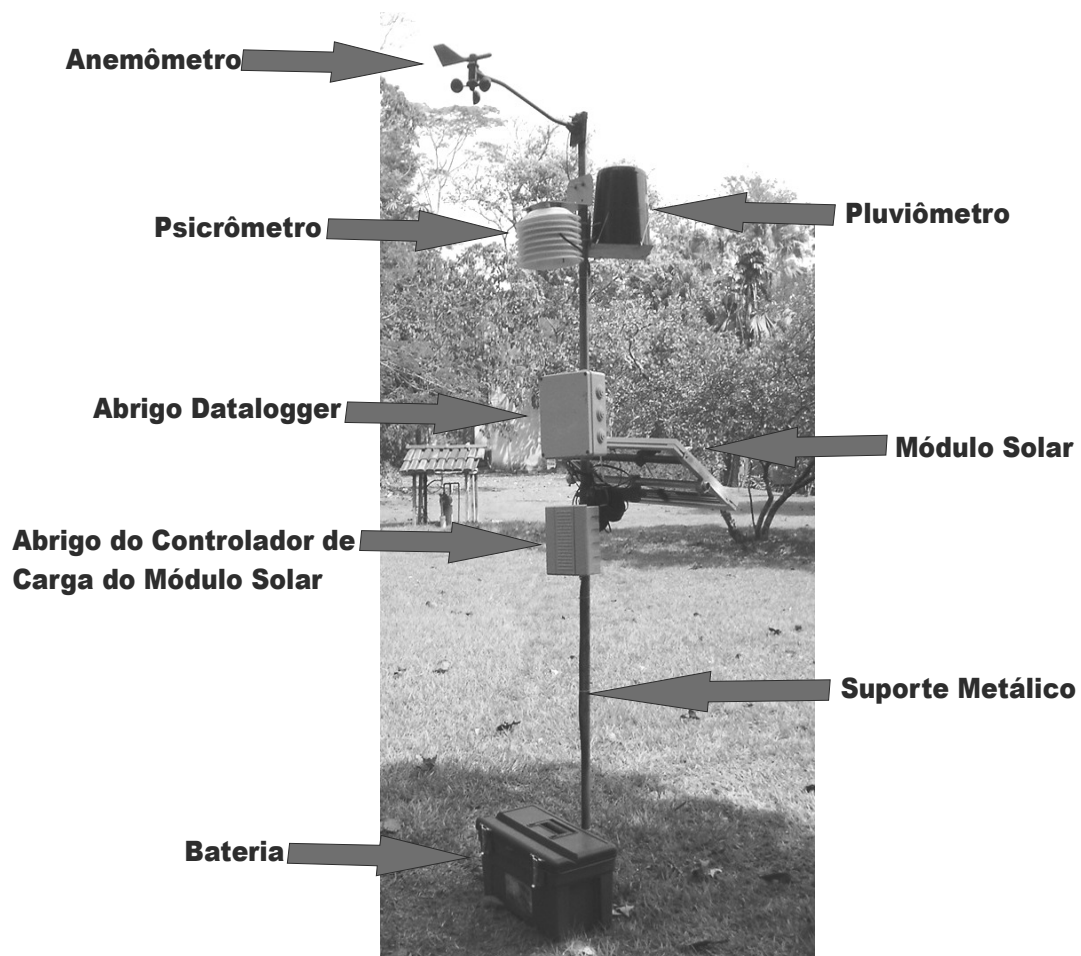 Anemômetro
Psicrômetro
Pluviômetro
Abrigo Datalogger
Módulo Solar
Abrigo do Controlador de
Carga do Módulo Solar
Suporte Metálico
Bateria